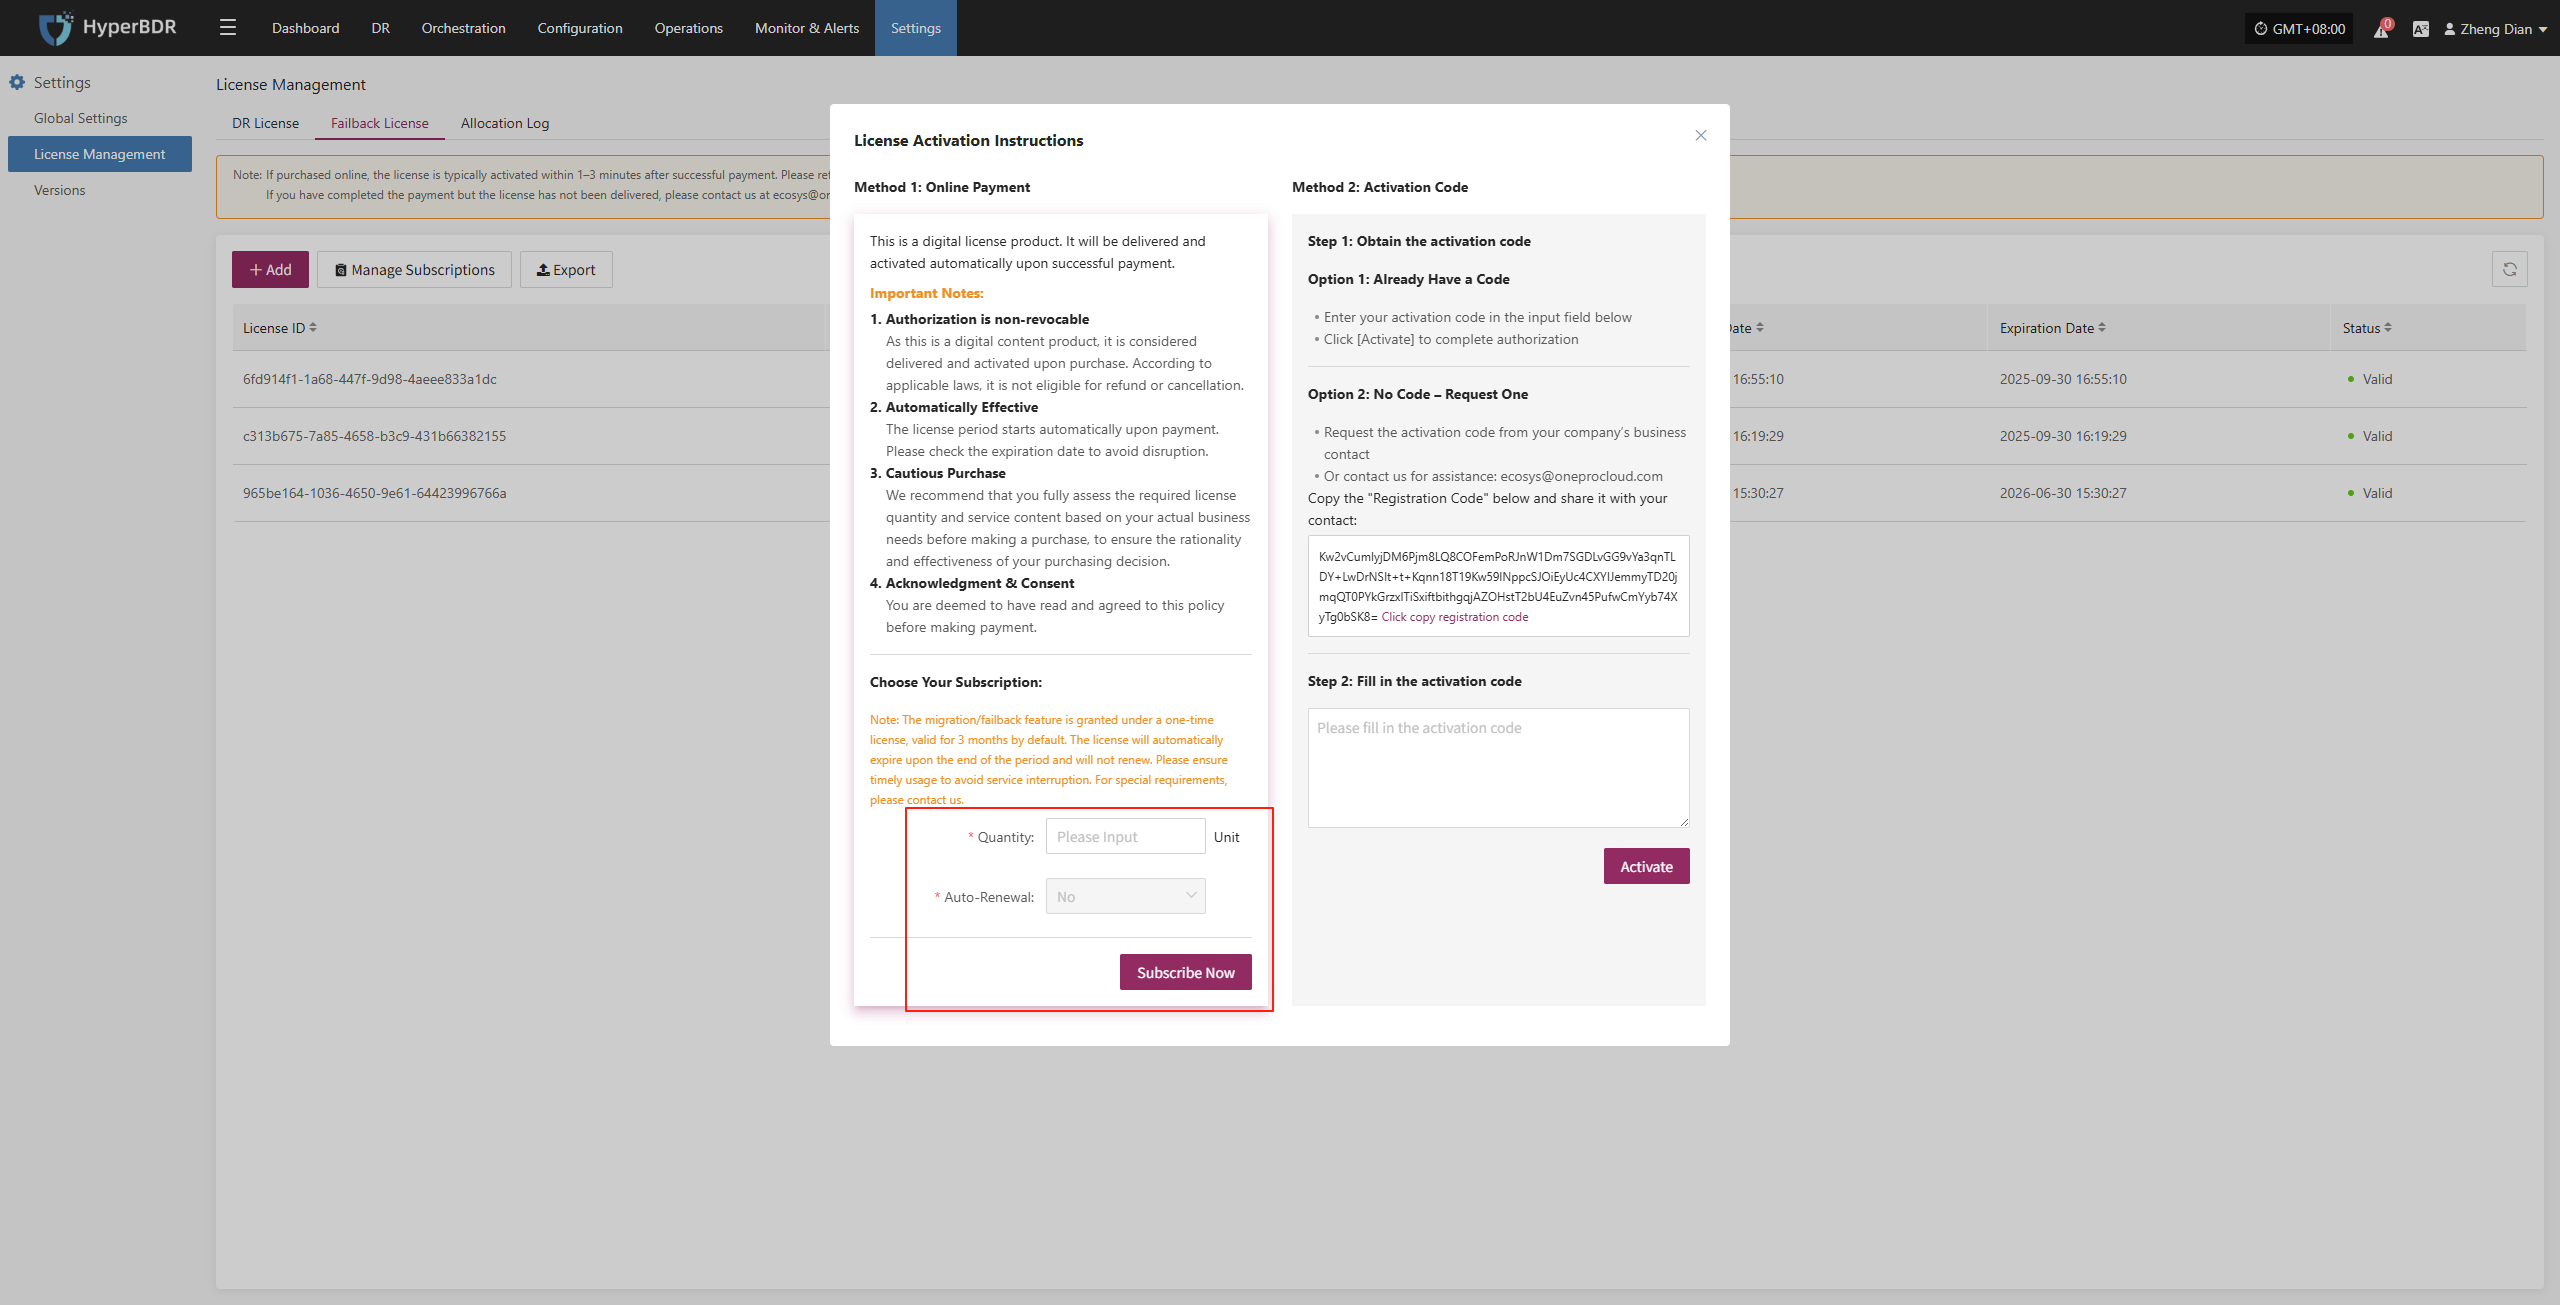 HyperBDR
Dashboard
DR
Orchestration
Configuration
Operations
Monitor & Alerts
Settings
GMT+08:00
0
Zheng Dian
Settings
Global Settings
License Management
Versions
License Management
DR License
Failback License
Allocation Log
Note: If purchased online, the license is typically activated within 1–3 minutes after successful payment. Please
If you have completed the payment but the license has not been delivered, please contact us at
+ Add
Manage Subscriptions
Export
License ID
Expiration Date
Status
6fd914f1-1a68-447f-9d98-4aeee833a1dc
16:55:10
2025-09-30 16:55:10
Valid
c313b675-7a85-4658-b3c9-431b66382155
16:19:29
2025-09-30 16:19:29
Valid
965be164-1036-4650-9e61-64423996766a
15:30:27
2026-06-30 15:30:27
Valid
License Activation Instructions
Method 1: Online Payment
This is a digital license product. It will be delivered and
activated automatically upon successful payment.
Important Notes:
1. Authorization is non-revocable
As this is a digital content product, it is considered
delivered and activated upon purchase. According to
applicable laws, it is not eligible for refund or cancellation.
2. Automatically Effective
The license period starts automatically upon payment.
Please check the expiration date to avoid disruption.
3. Cautious Purchase
We recommend that you fully assess the required license
quantity and service content based on your actual business
needs before making a purchase, to ensure the rationality
and effectiveness of your purchasing decision.
4. Acknowledgment & Consent
You are deemed to have read and agreed to this policy
before making payment.
Choose Your Subscription:
Note: The migration/failback feature is granted under a one-time
license, valid for 3 months by default. The license will automatically
expire upon the end of the period and will not renew. Please ensure
timely usage to avoid service interruption. For special requirements,
please contact us.
* Quantity: Please Input Unit
* Auto-Renewal: No
Subscribe Now
Method 2: Activation Code
Step 1: Obtain the activation code
Option 1: Already Have a Code
• Enter your activation code in the input field below
• Click [Activate] to complete authorization
Option 2: No Code – Request One
• Request the activation code from your company's business
contact
• Or contact us for assistance: ecosys@oneprocloud.com
Copy the "Registration Code" below and share it with your
contact:
Click copy registration code
Step 2: Fill in the activation code
Please fill in the activation code
Activate